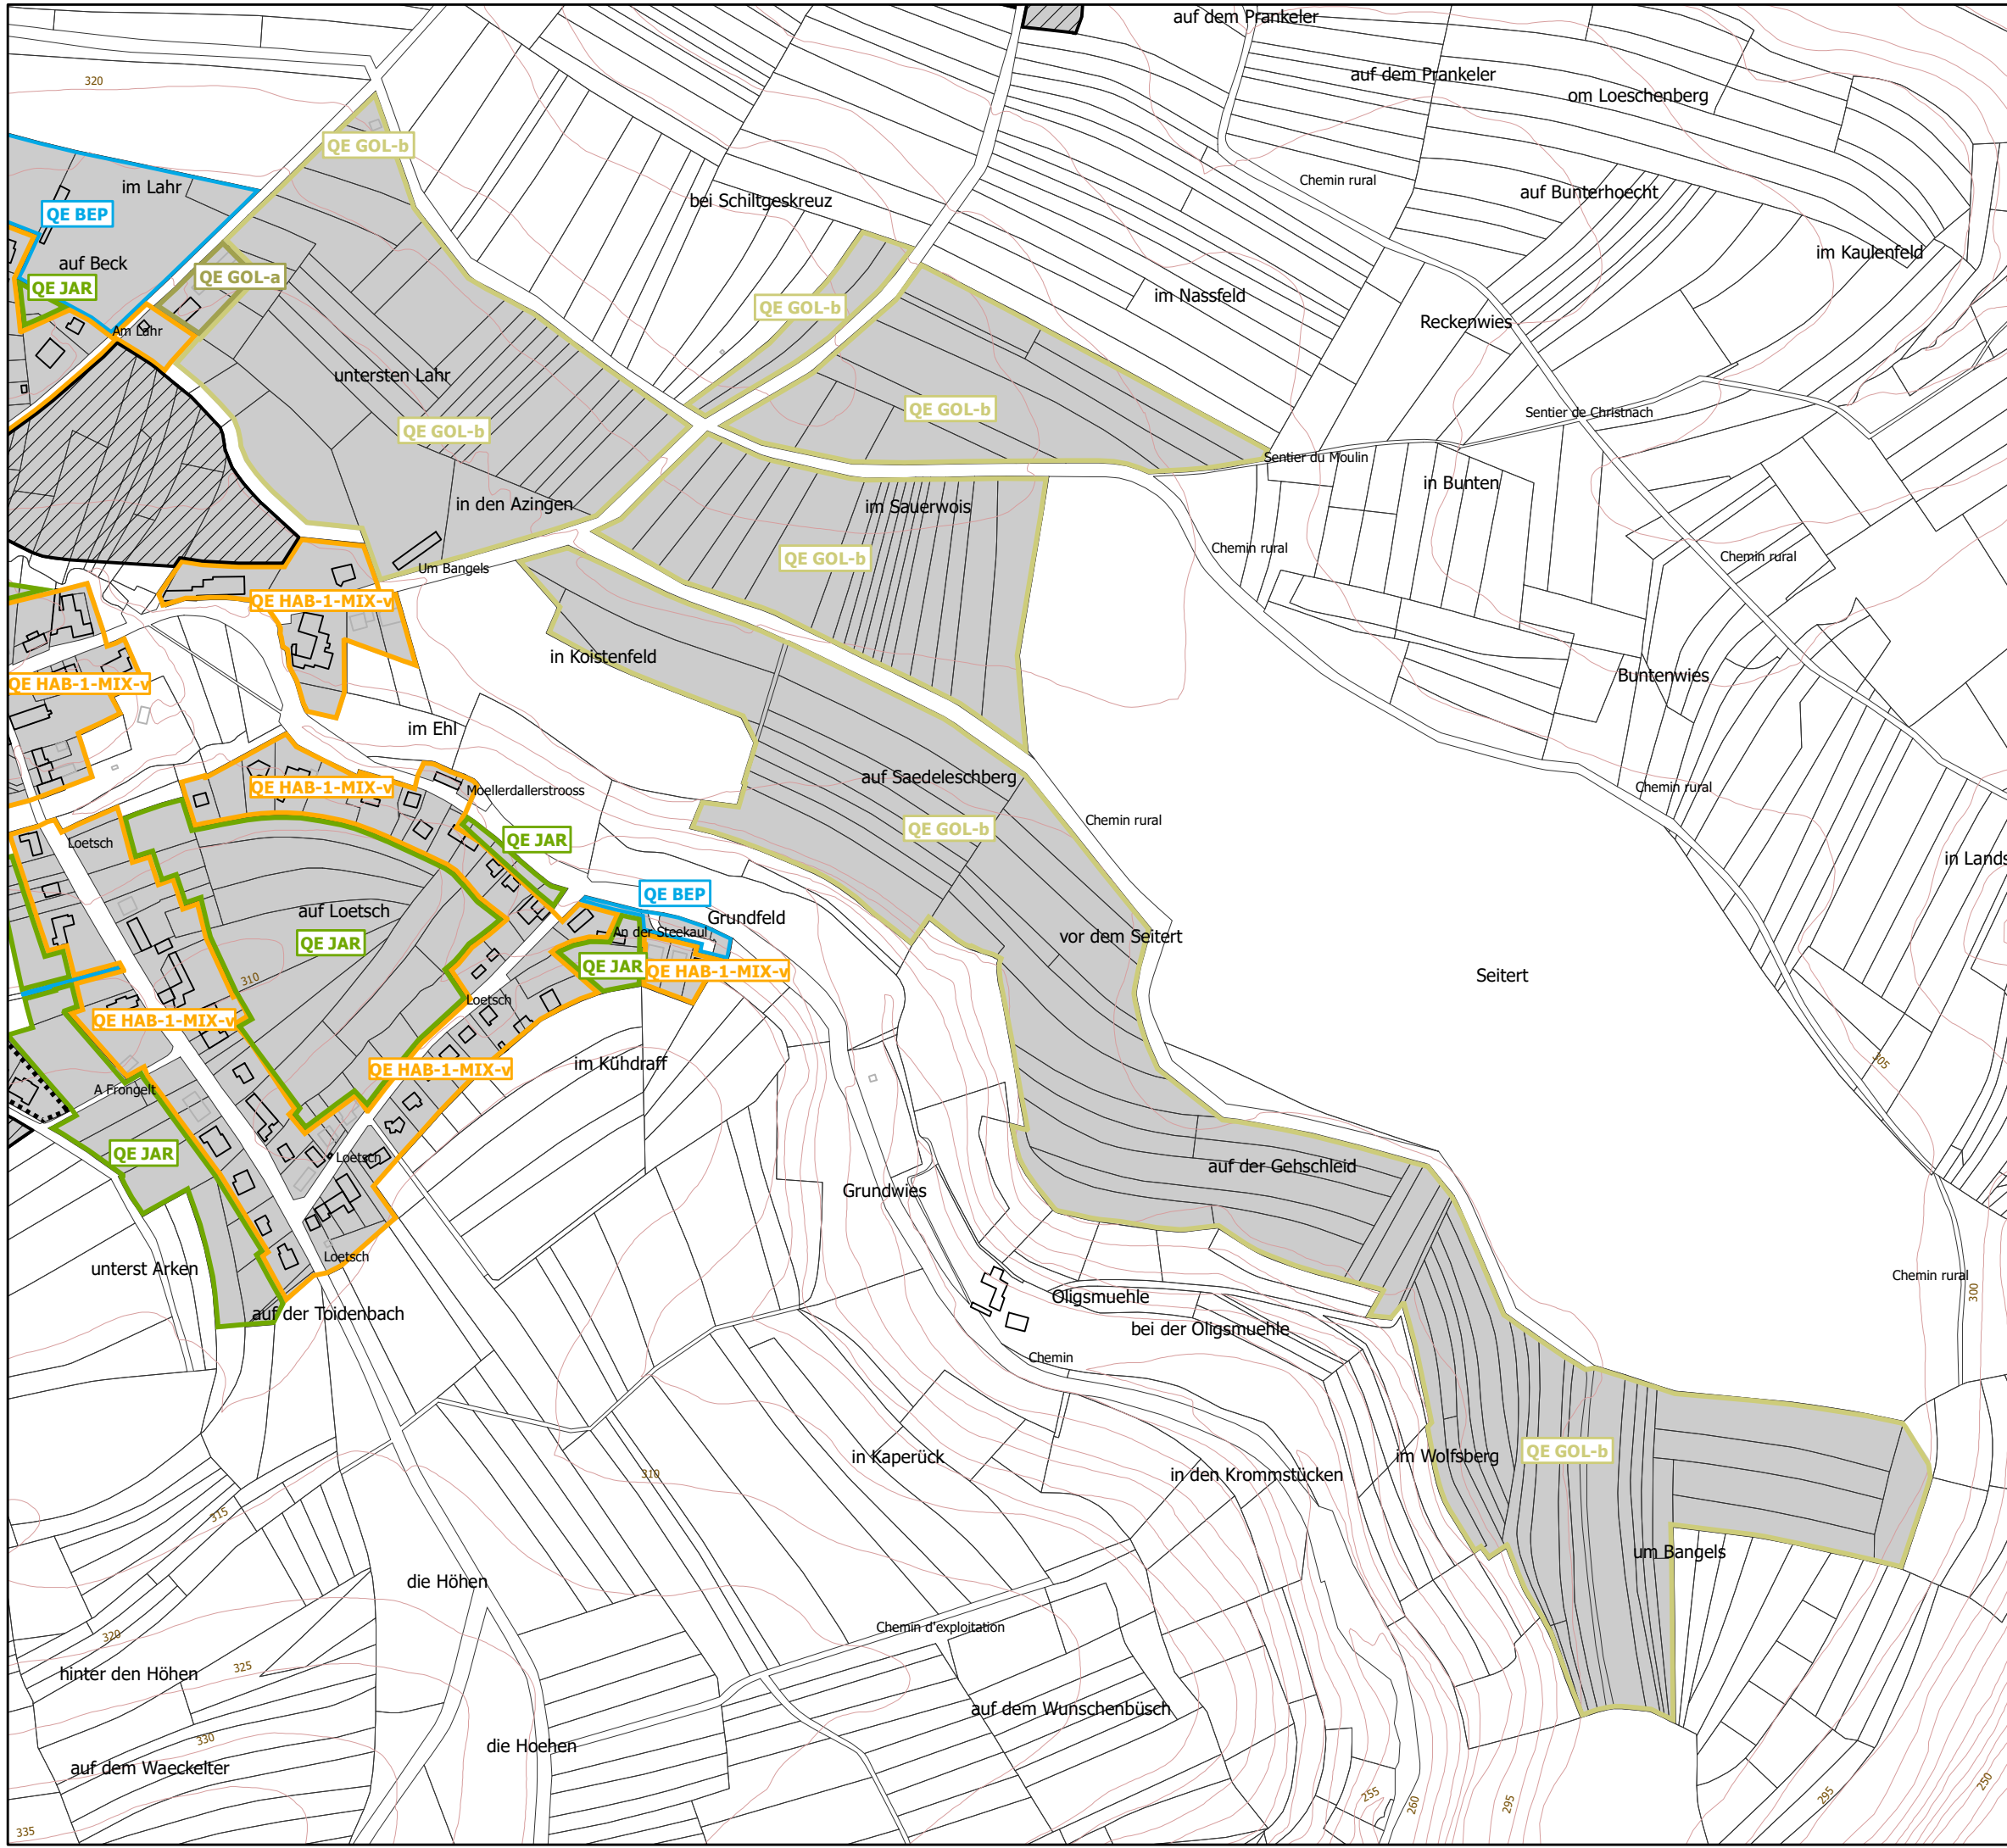 auf dem Prankeler
auf dem Prankeler
320
om Loeschenberg
QE GOL-b
Chemin rural
im Lahr
auf Bunterhoecht
bei Schiltgeskreuz
QE BEP
im Kaulenfeld
auf Beck
QE GOL-a
QE JAR
im Nassfeld
QE GOL-b
Reckenwies
Am Lahr
untersten Lahr
QE GOL-b
Sentier de Christnach
QE GOL-b
Sentier du Moulin
in Bunten
in den Azingen
im Sauerwois
Chemin rural
Chemin rural
QE GOL-b
Um Bangels
QE HAB-1-MIX-v
in Koistenfeld
Buntenwies
QE HAB-1-MIX-v
im Ehl
auf Saedeleschberg
QE HAB-1-MIX-v
Moellerdallerstrooss
Chemin rural
Chemin rural
QE GOL-b
Loetsch
QE JAR
in Lands
QE BEP
auf Loetsch
Grundfeld
An der Steekaul
vor dem Seitert
QE JAR
QE JAR
QE HAB-1-MIX-v
Seitert
310
Loetsch
QE HAB-1-MIX-v
im Kühdraff
305
QE HAB-1-MIX-v
A Frongelt
QE JAR
Loetsch
auf der Gehschleid
Grundwies
Loetsch
unterst Arken
Chemin rural
300
Oligsmuehle
auf der Toidenbach
bei der Oligsmuehle
Chemin
QE GOL-b
in Kaperück
im Wolfsberg
310
in den Krommstücken
315
um Bangels
die Höhen
Chemin d'exploitation
320
325
hinter den Höhen
auf dem Wunschenbüsch
330
die Hoehen
auf dem Waeckelter
250
255
260
295
295
335